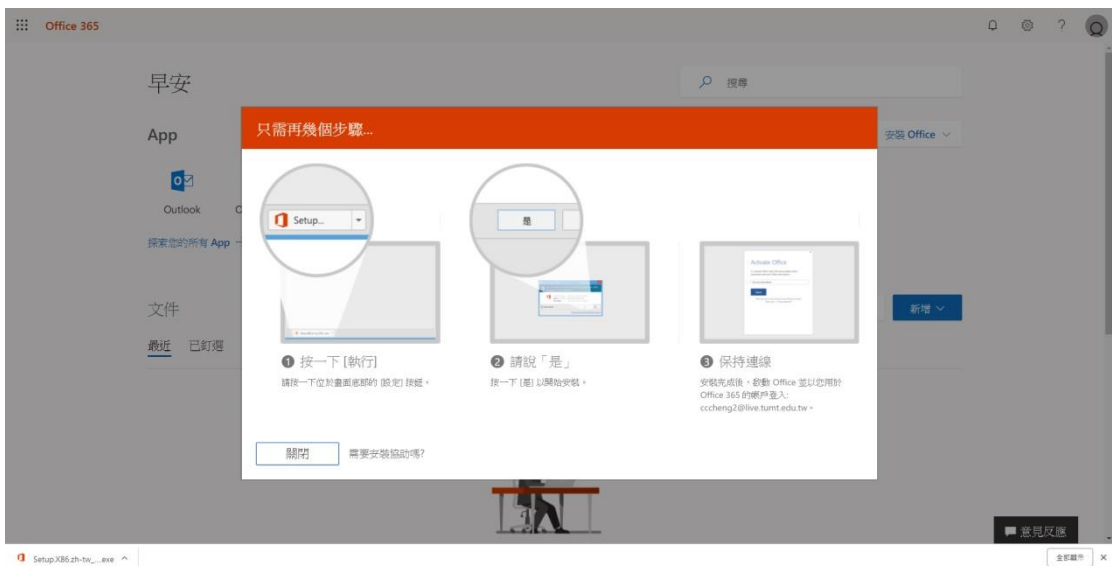 Office 365
?
早安
搜尋
App
安裝 Office
Outlook
探索您的所有 App
文件
新增
最近 已釘選
只需再幾個步驟...
Setup...
是
Activate Office
❶ 按一下 [執行]
請按一下位於畫面底部的 [設定] 按鈕。
❷ 請說「是」
按一下 [是] 以開始安裝。
❸ 保持連線
安裝完成後,啟動 Office 並以您用於
Office 365 的帳戶登入:
cccheng2@live.tumt.edu.tw。
關閉
需要安裝協助嗎?
意見反應
Setup.X86.zh-tw_....exe
全部顯示